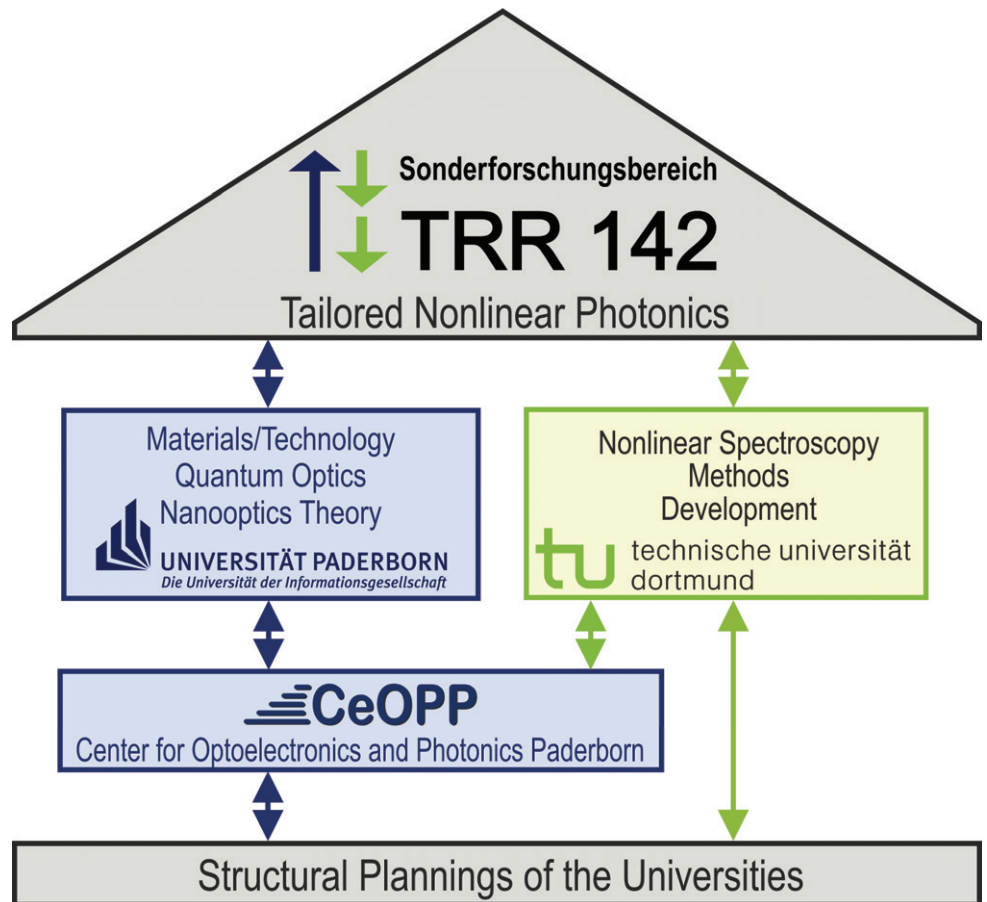 Sonderforschungsbereich
TRR 142
Tailored Nonlinear Photonics
Materials/Technology
Quantum Optics
Nanooptics Theory
UNIVERSITÄT PADERBORN
Die Universität der Informationsgesellschaft
Nonlinear Spectroscopy
Methods
Development
tu technische universität
dortmund
CeOPP
Center for Optoelectronics and Photonics Paderborn
Structural Plannings of the Universities